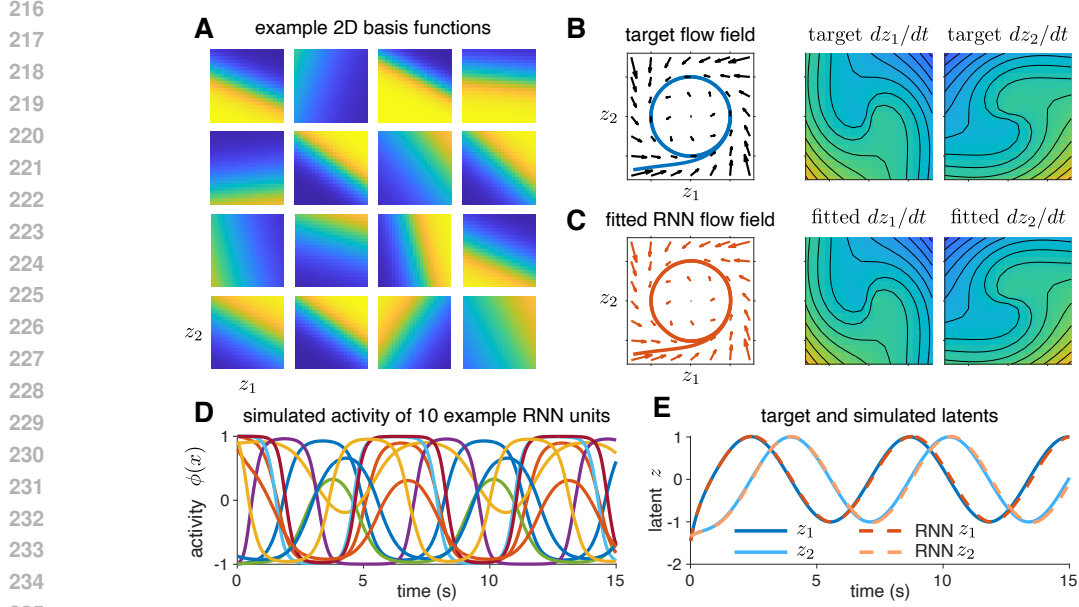 216
217
218
219
220
221
222
223
224
225
226
227
228
229
230
231
232
233
234
A example 2D basis functions
z₂
z₁
B target flow field
z₂
z₁
target dz₁/dt
target dz₂/dt
C fitted RNN flow field
z₂
z₁
fitted dz₁/dt
fitted dz₂/dt
D simulated activity of 10 example RNN units
activity ϕ(x)
1
0
-1
0 5 10 15
time (s)
E target and simulated latents
latent z
1
0
-1
-2
z₁ RNN z₁
z₂ RNN z₂
0 5 10 15
time (s)